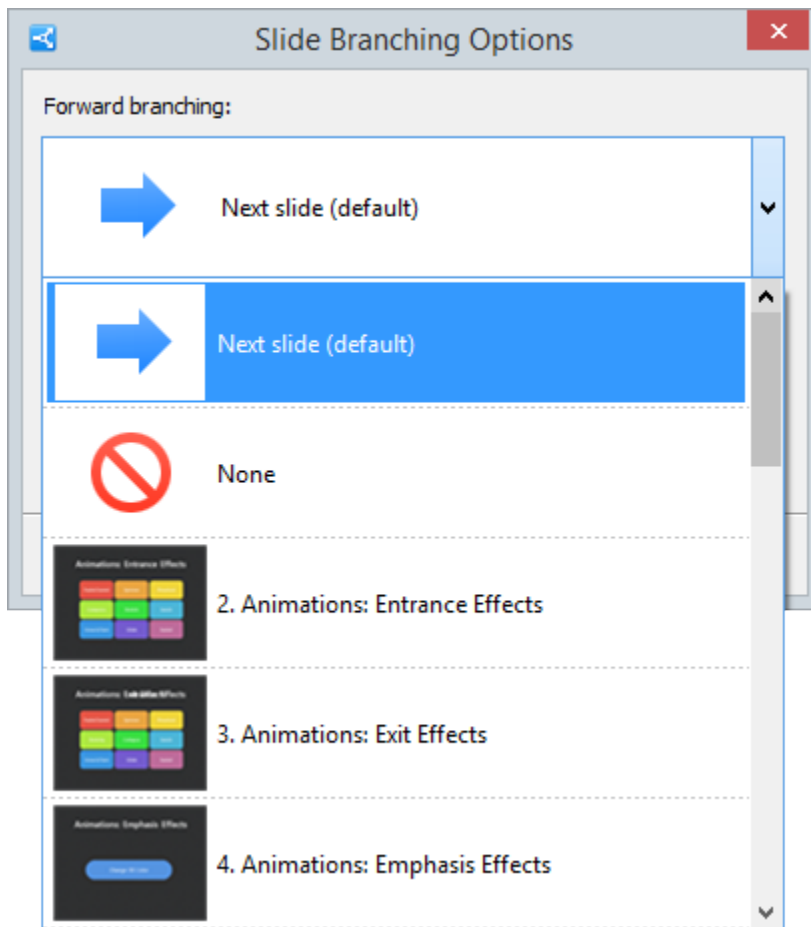 Slide Branching Options
Forward branching:
Next slide (default)
Next slide (default)
None
Animations: Entrance Effects
2. Animations: Entrance Effects
3. Animations: Exit Effects
Animations: Emphasis Effects
4. Animations: Emphasis Effects